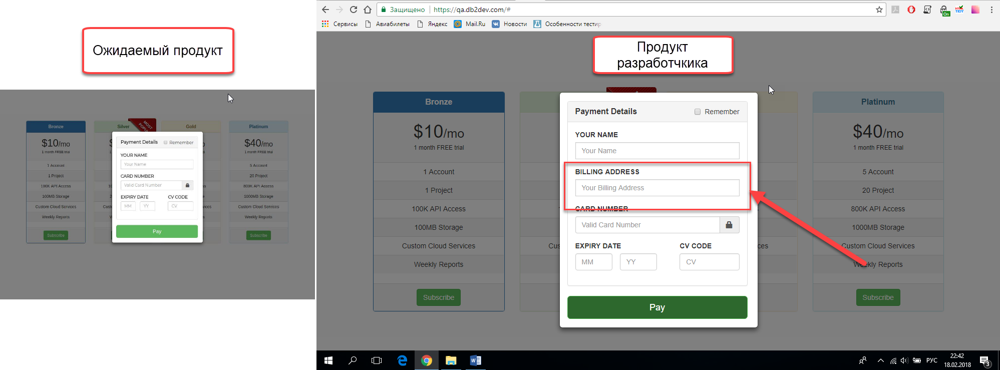 Ожидаемый продукт
Bronze
Silver
MOST
Gold
Platinum
$10/mo
$40/mo
1 month FREE trial
1 month FREE trial
1 Account
5 Account
1 Project
20 Project
100K API Access
800K API Access
100MB Storage
1000MB Storage
Custom Cloud Services
Custom Cloud Services
Weekly Reports
Weekly Reports
Subscribe
Subscribe
Payment Details
Remember
YOUR NAME
Your Name
CARD NUMBER
Valid Card Number
EXPIRY DATE
CV CODE
MM
YY
CV
Pay
Защищено
https://qa.db2dev.com/#
On
HTML
TIDY
Сервисы
Авиабилеты
Яндекс
Mail.Ru
Новости
Особенности тестир
Продукт
разработчкика
Bronze
Platinum
$10/mo
$40/mo
1 month FREE trial
1 month FREE trial
1 Account
5 Account
1 Project
20 Project
100K API Access
800K API Access
100MB Storage
1000MB Storage
Custom Cloud Services
Custom Cloud Services
Weekly Reports
Weekly Reports
Subscribe
Subscribe
Payment Details
Remember
YOUR NAME
Your Name
BILLING ADDRESS
Your Billing Address
CARD NUMBER
Valid Card Number
EXPIRY DATE
CV CODE
MM
YY
CV
Pay
РУС
22:42
18.02.2018
3